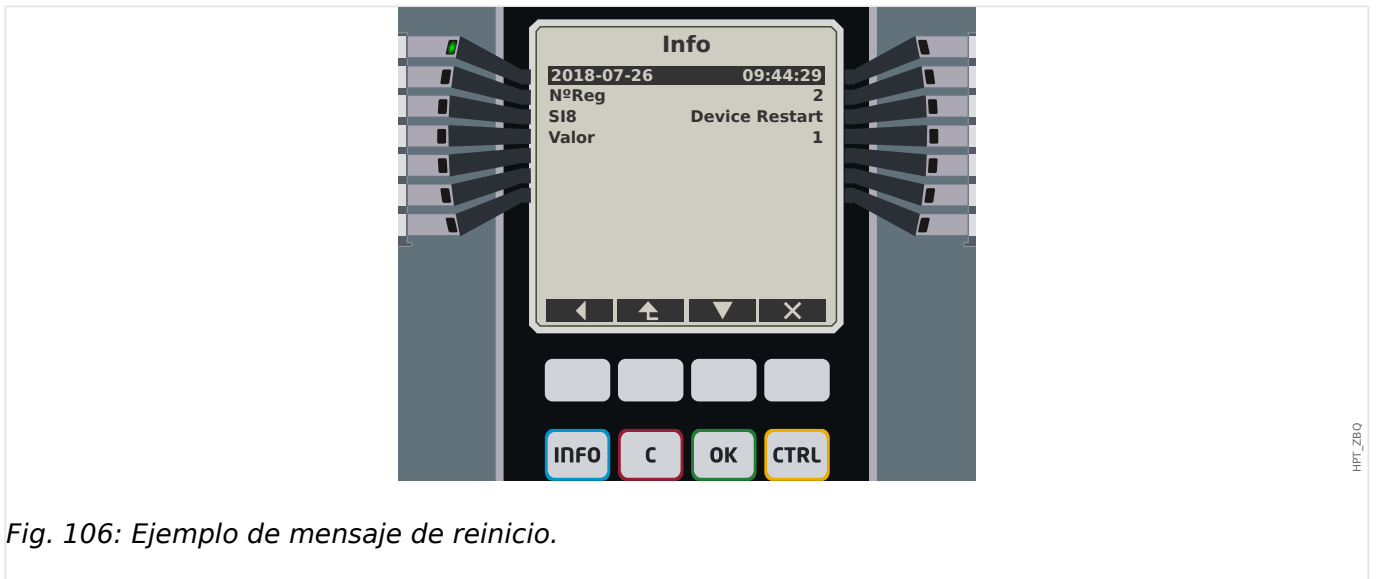 Info
2018-07-26 09:44:29
NºReg 2
SI8 Device Restart
Valor 1
INFO C OK CTRL
HPT_ZBQ
Fig. 106: Ejemplo de mensaje de reinicio.